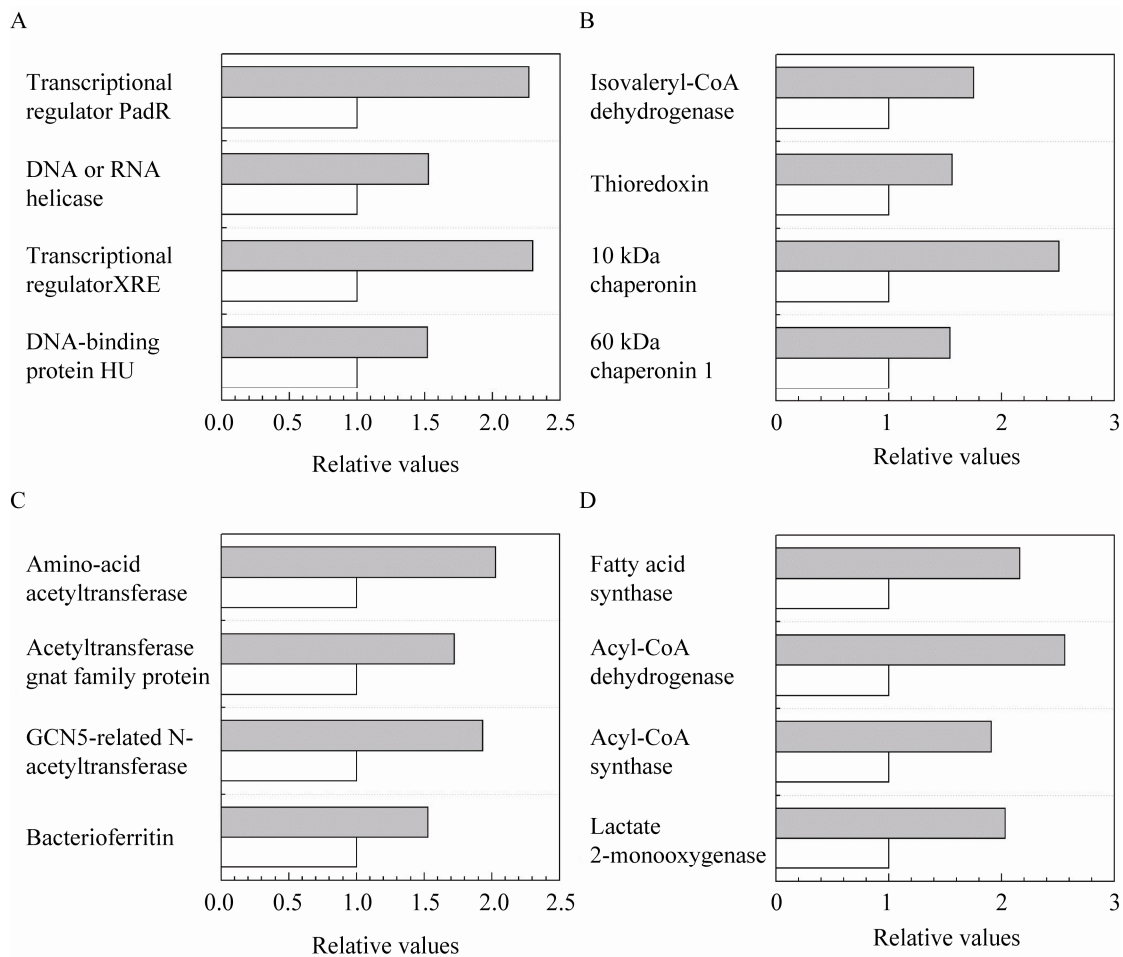 A
Transcriptional
regulator PadR
DNA or RNA
helicase
Transcriptional
regulatorXRE
DNA-binding
protein HU
0.0 0.5 1.0 1.5 2.0 2.5
Relative values
B
Isovaleryl-CoA
dehydrogenase
Thioredoxin
10 kDa
chaperonin
60 kDa
chaperonin 1
0 1 2 3
Relative values
C
Amino-acid
acetyltransferase
Acetyltransferase
gnat family protein
GCN5-related N-
acetyltransferase
Bacterioferritin
0.0 0.5 1.0 1.5 2.0 2.5
Relative values
D
Fatty acid
synthase
Acyl-CoA
dehydrogenase
Acyl-CoA
synthase
Lactate
2-monooxygenase
0 1 2 3
Relative values